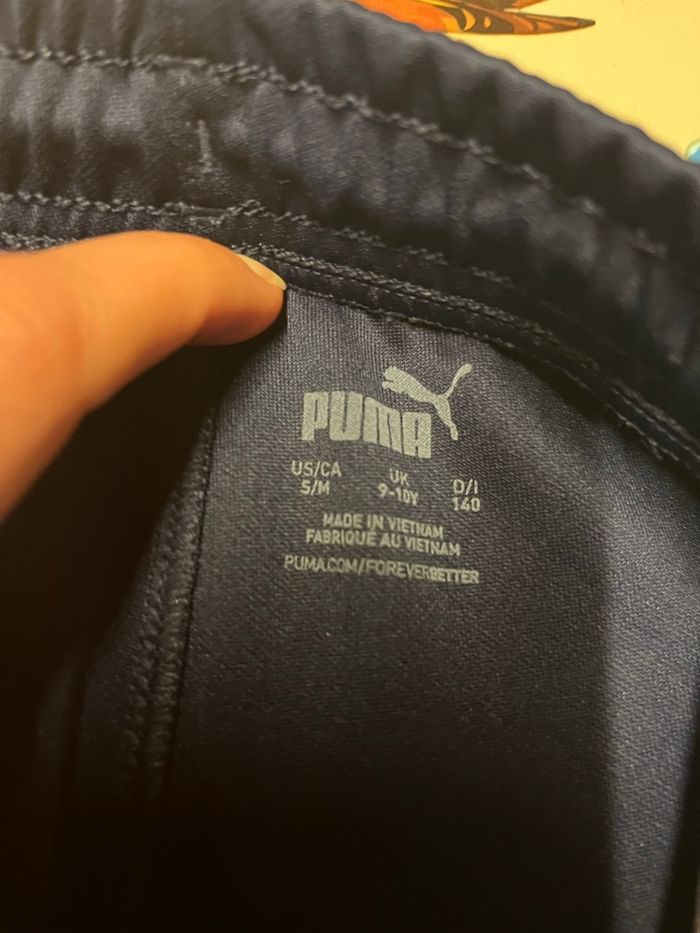 PUMA
US/CA UK D/I
S/M 9-10Y 140
MADE IN VIETNAM
FABRIQUÉ AU VIETNAM
PUMA.COM/FOREVERBETTER